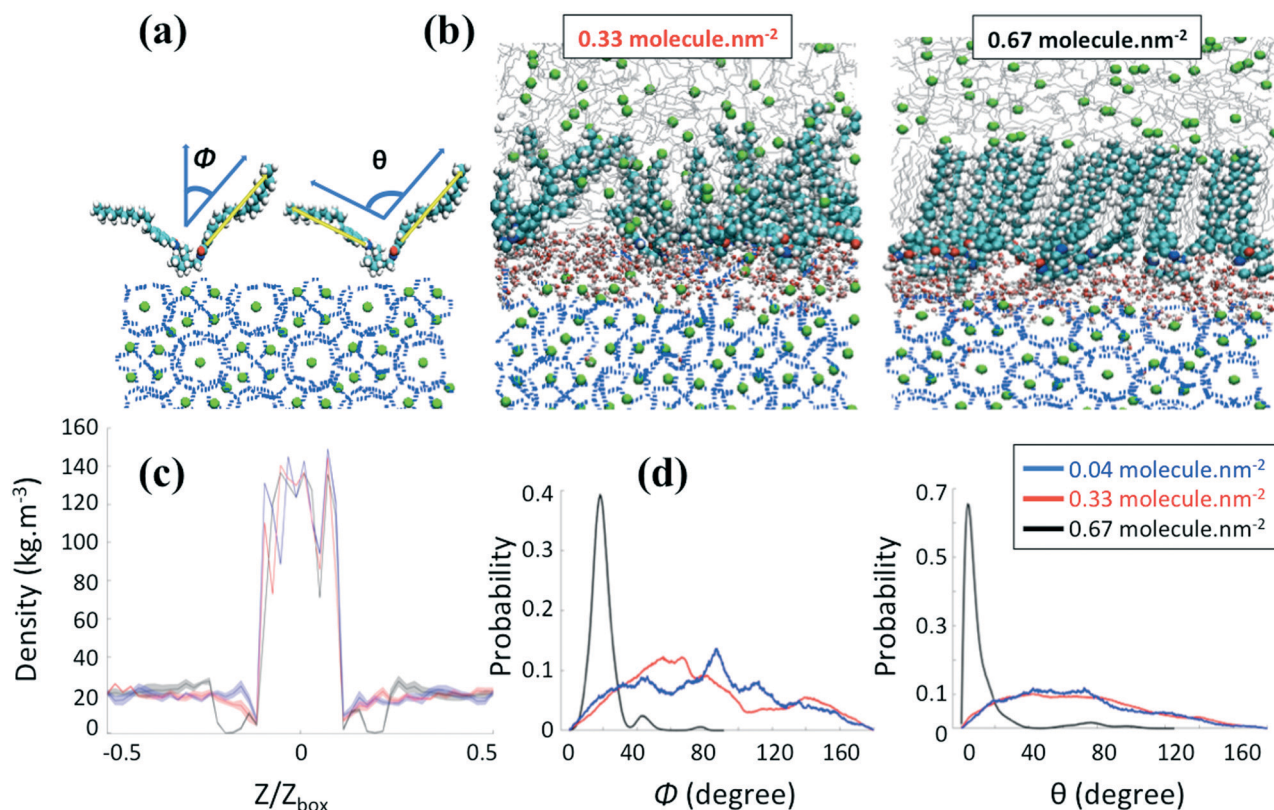 (a)
(b)
0.33 molecule.nm⁻²
0.67 molecule.nm⁻²
Φ
θ
(c)
160
140
120
100
80
60
40
20
0
Density (kg.m⁻³)
-0.5
0
0.5
Z/Z_box
(d)
0.4
0.3
0.2
0.1
0
Probability
0
40
80
120
160
Φ (degree)
0.04 molecule.nm⁻²
0.33 molecule.nm⁻²
0.67 molecule.nm⁻²
0.7
0.5
0.3
0.1
0
Probability
0
40
80
120
160
θ (degree)